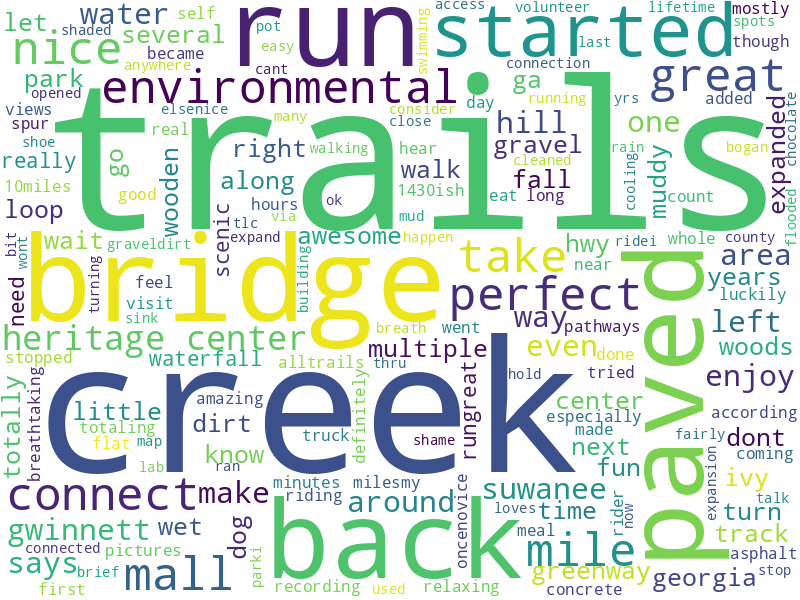 trails
creek
bridge
paved
back
run
started
environmental
perfect
connect
great
nice
take
mile
mall
heritage center
water
several
let
park
really
loop
wait
need
totally
little
dirt
know
says
gwinnett
wet
dog
make
around
suwanee
time
greenway
georgia
track
turn
ivy
dont
next
fun
center
enjoy
woods
left
years
area
hwy
way
even
multiple
awesome
scenic
along
right
wooden
go
walk
fall
gravel
hill
ga
one
muddy
expanded
waterfall
rungreat
self
shaded
became
pot
easy
cant
anywhere
opened
views
elsenice
spur
shoe
real
many
consider
close
swimming
access
volunteer
lifetime
mostly
spots
last
connection
though
day
running
yrs
added
chocolate
rain
bogan
cleaned
cooling
hear
walking
10miles
good
hours
ok
1430ish
eat
long
count
flooded
tlc
via
mud
expand
happen
bit
wont
graveldirt
building
ridei
whole
county
near
turning
feel
visit
sink
luckily
breath
went
pathways
stopped
alltrails
thru
done
tried
hold
breathtaking
amazing
definitely
especially
according
totaling
made
flat
map
truck
shame
fairly
coming
lab
ran
expansion
talk
minutes
milesmy
riding
oncenovice
loves
rider
now
connected
pictures
meal
asphalt
first
brief
parki
recording
used
relaxing
concrete
stop